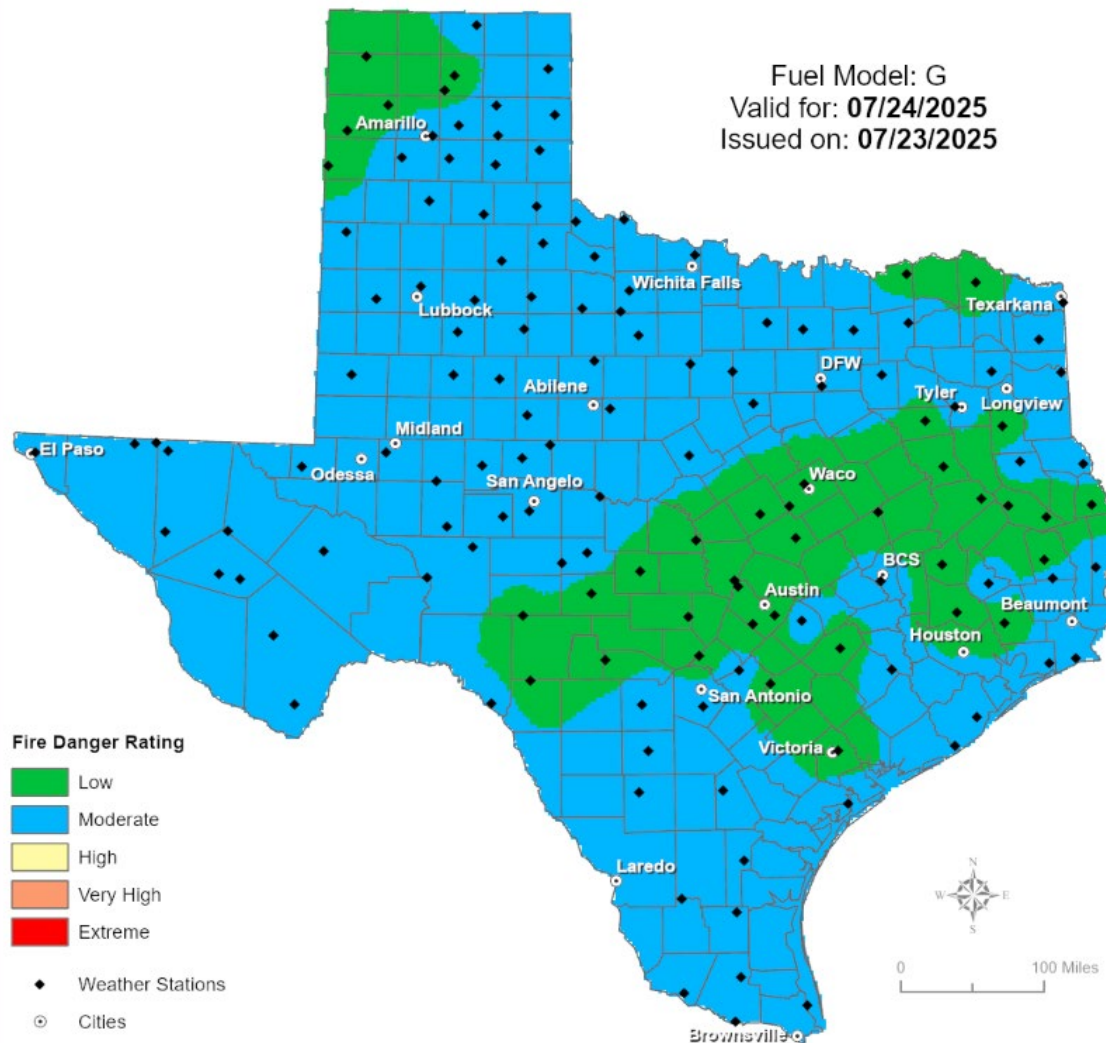 Fuel Model: G
Valid for: 07/24/2025
Issued on: 07/23/2025
Amarillo
Wichita Falls
Lubbock
Texarkana
DFW
Abilene
Tyler
Longview
Midland
El Paso
Odessa
San Angelo
Waco
BCS
Austin
Beaumont
Houston
San Antonio
Victoria
Laredo
Brownsville
Fire Danger Rating
Low
Moderate
High
Very High
Extreme
Weather Stations
Cities
N
W
E
S
0
100 Miles